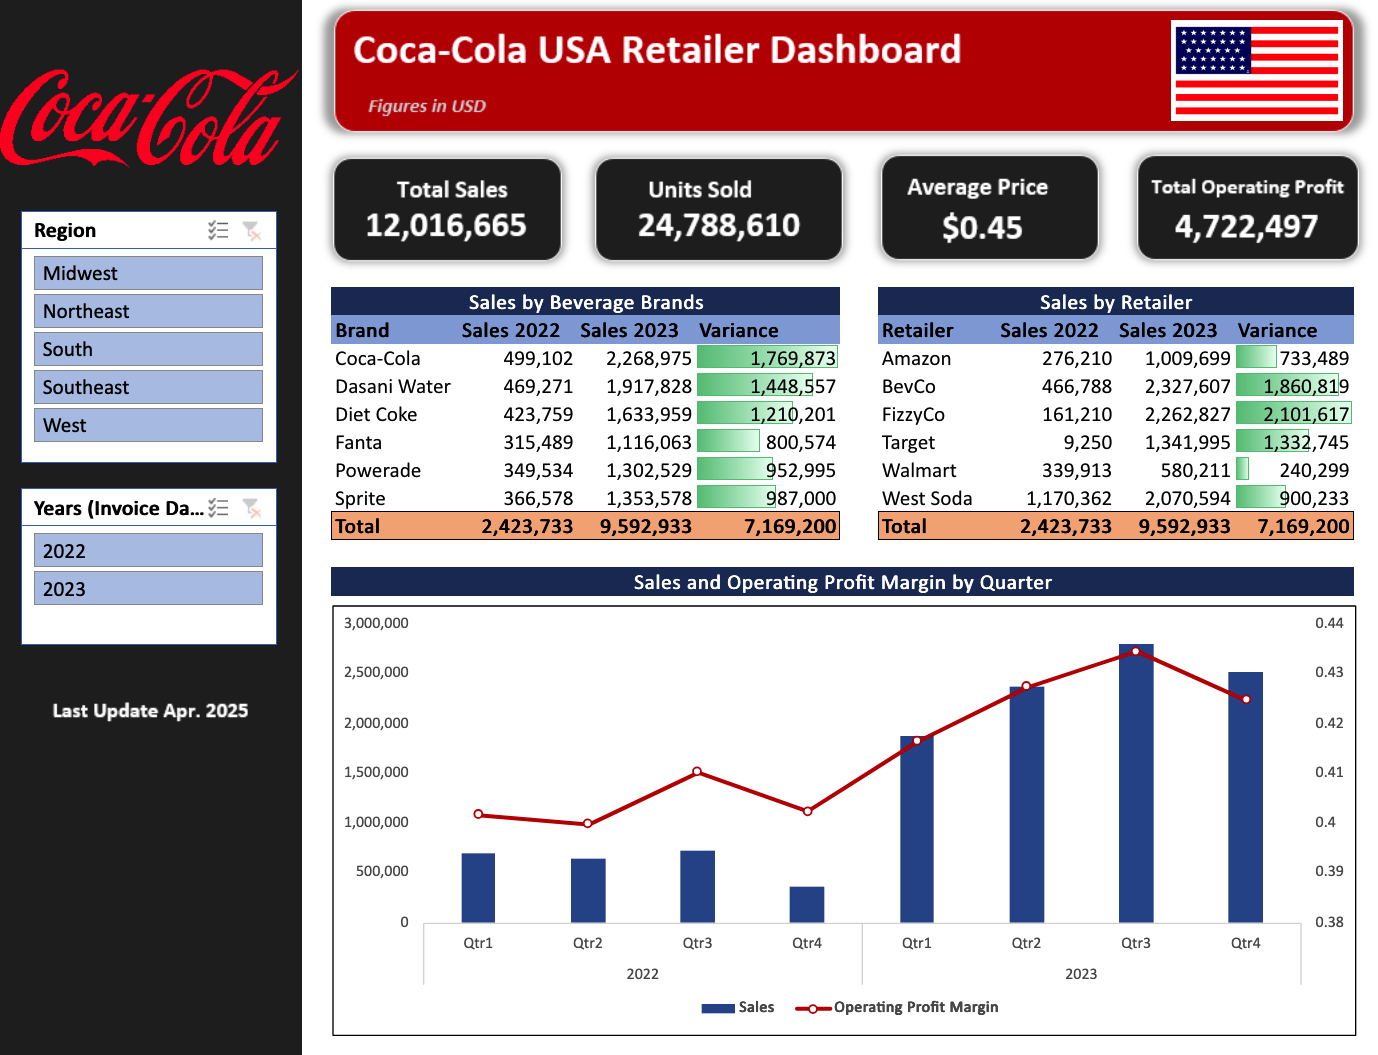 Coca-Cola
Coca-Cola USA Retailer Dashboard
Figures in USD
Total Sales
12,016,665
Units Sold
24,788,610
Average Price
$0.45
Total Operating Profit
4,722,497
Region
Midwest
Northeast
South
Southeast
West
Years (Invoice Da...
2022
2023
Last Update Apr. 2025
Sales by Beverage Brands
Brand Sales 2022 Sales 2023 Variance
Coca-Cola 499,102 2,268,975 1,769,873
Dasani Water 469,271 1,917,828 1,448,557
Diet Coke 423,759 1,633,959 1,210,201
Fanta 315,489 1,116,063 800,574
Powerade 349,534 1,302,529 952,995
Sprite 366,578 1,353,578 987,000
Total 2,423,733 9,592,933 7,169,200
Sales by Retailer
Retailer Sales 2022 Sales 2023 Variance
Amazon 276,210 1,009,699 733,489
BevCo 466,788 2,327,607 1,860,819
FizzyCo 161,210 2,262,827 2,101,617
Target 9,250 1,341,995 1,332,745
Walmart 339,913 580,211 240,299
West Soda 1,170,362 2,070,594 900,233
Total 2,423,733 9,592,933 7,169,200
Sales and Operating Profit Margin by Quarter
3,000,000 0.44
2,500,000 0.43
2,000,000 0.42
1,500,000 0.41
1,000,000 0.4
500,000 0.39
0 0.38
Qtr1 Qtr2 Qtr3 Qtr4 Qtr1 Qtr2 Qtr3 Qtr4
2022 2023
Sales Operating Profit Margin